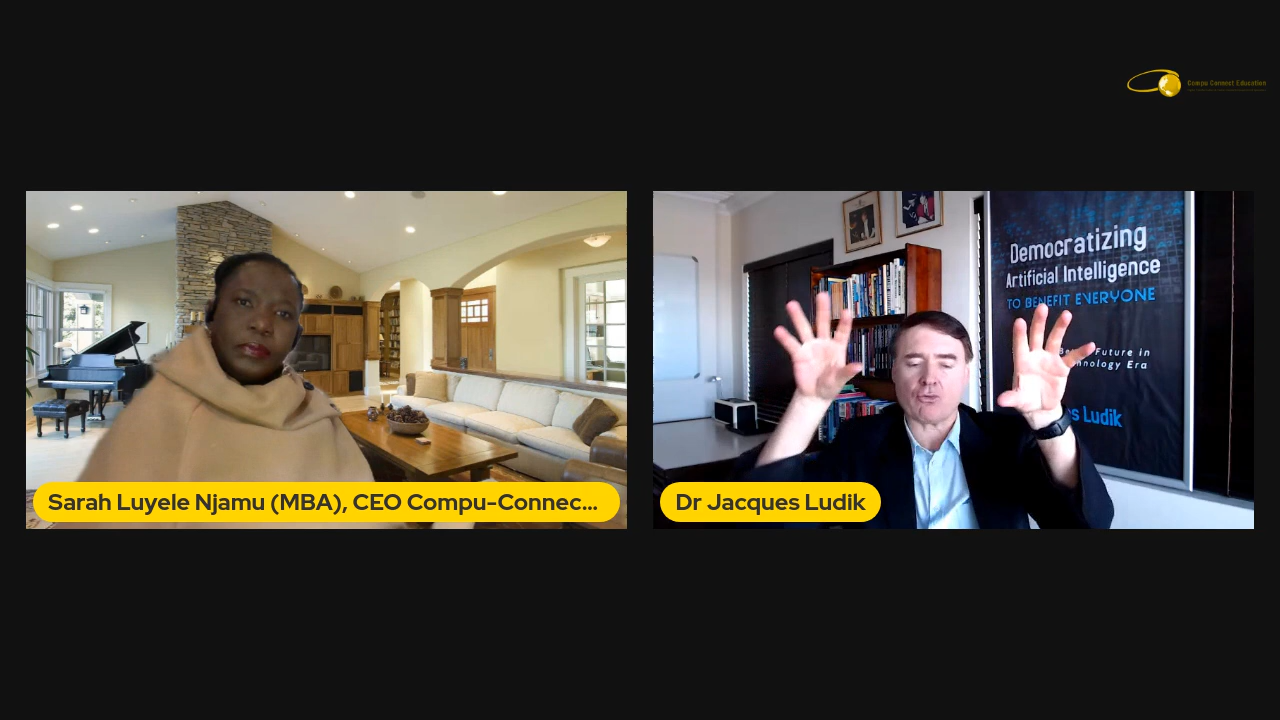 Compu Connect Education
Democratizing
Artificial Intelligence
TO BENEFIT EVERYONE
Future in
Era
Ludik
Sarah Luyele Njamu (MBA), CEO Compu-Connec...
Dr Jacques Ludik